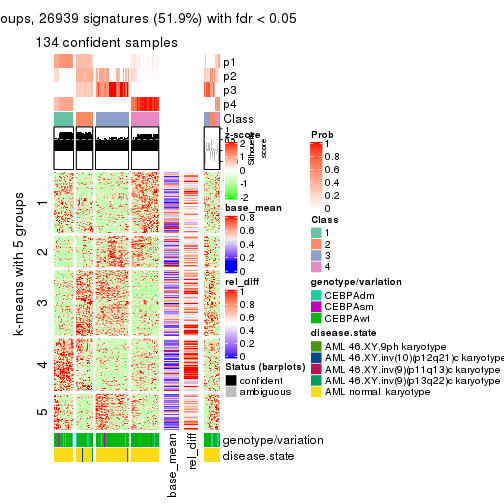 oups, 26939 signatures (51.9%) with fdr < 0.05
134 confident samples
p1
p2
p3
p4
Class
1
0.5
0
Silhouette
score
z-score
2
1
0
-1
-2
base_mean
0.8
0.6
0.4
0.2
0
rel_diff
1
0.8
0.6
0.4
0.2
0
Status (barplots)
confident
ambiguous
Prob
1
0.8
0.6
0.4
0.2
0
Class
1
2
3
4
genotype/variation
CEBPAdm
CEBPAsm
CEBPAwt
disease.state
AML 46.XY.9ph karyotype
AML 46.XY.inv(10)(p12q21)c karyotype
AML 46.XY.inv(9)(p11q13)c karyotype
AML 46.XY.inv(9)(p13q22)c karyotype
AML normal karyotype
k-means with 5 groups
1
2
3
4
5
genotype/variation
disease.state
base_mean
rel_diff